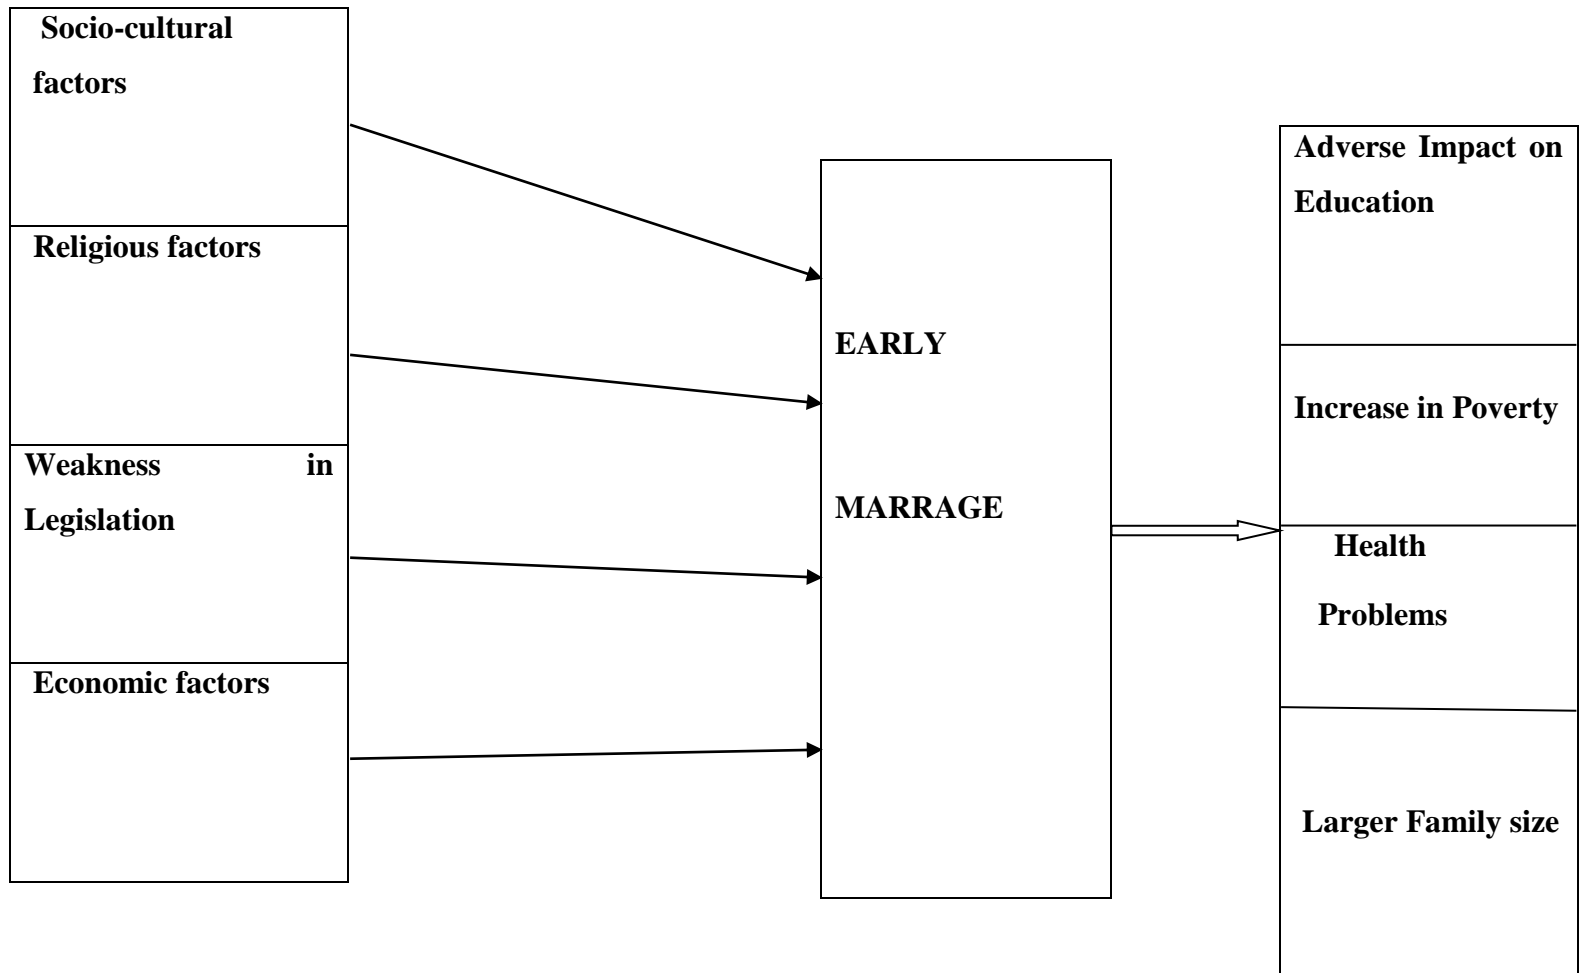 Socio-cultural
factors
Religious factors
Weakness in
Legislation
Economic factors
EARLY
MARRAGE
Adverse Impact on
Education
Increase in Poverty
Health
Problems
Larger Family size